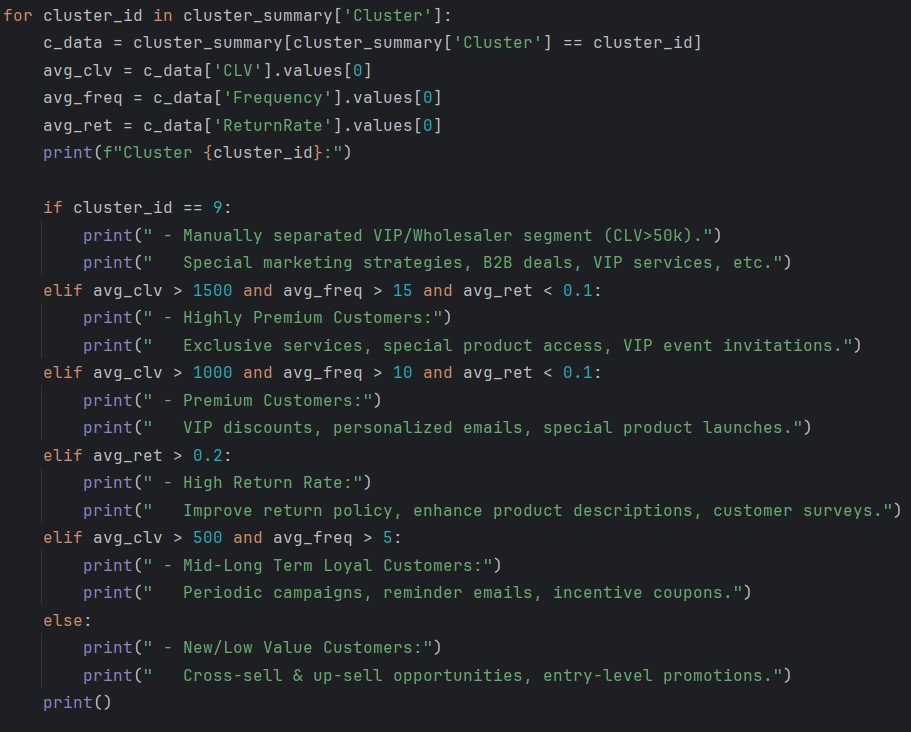 for cluster_id in cluster_summary['Cluster']:
    c_data = cluster_summary[cluster_summary['Cluster'] == cluster_id]
    avg_clv = c_data['CLV'].values[0]
    avg_freq = c_data['Frequency'].values[0]
    avg_ret = c_data['ReturnRate'].values[0]
    print(f"Cluster {cluster_id}:")

    if cluster_id == 9:
        print(" - Manually separated VIP/Wholesaler segment (CLV>50k).")
        print("   Special marketing strategies, B2B deals, VIP services, etc.")
    elif avg_clv > 1500 and avg_freq > 15 and avg_ret < 0.1:
        print(" - Highly Premium Customers:")
        print("   Exclusive services, special product access, VIP event invitations.")
    elif avg_clv > 1000 and avg_freq > 10 and avg_ret < 0.1:
        print(" - Premium Customers:")
        print("   VIP discounts, personalized emails, special product launches.")
    elif avg_ret > 0.2:
        print(" - High Return Rate:")
        print("   Improve return policy, enhance product descriptions, customer surveys.")
    elif avg_clv > 500 and avg_freq > 5:
        print(" - Mid-Long Term Loyal Customers:")
        print("   Periodic campaigns, reminder emails, incentive coupons.")
    else:
        print(" - New/Low Value Customers:")
        print("   Cross-sell & up-sell opportunities, entry-level promotions.")
    print()